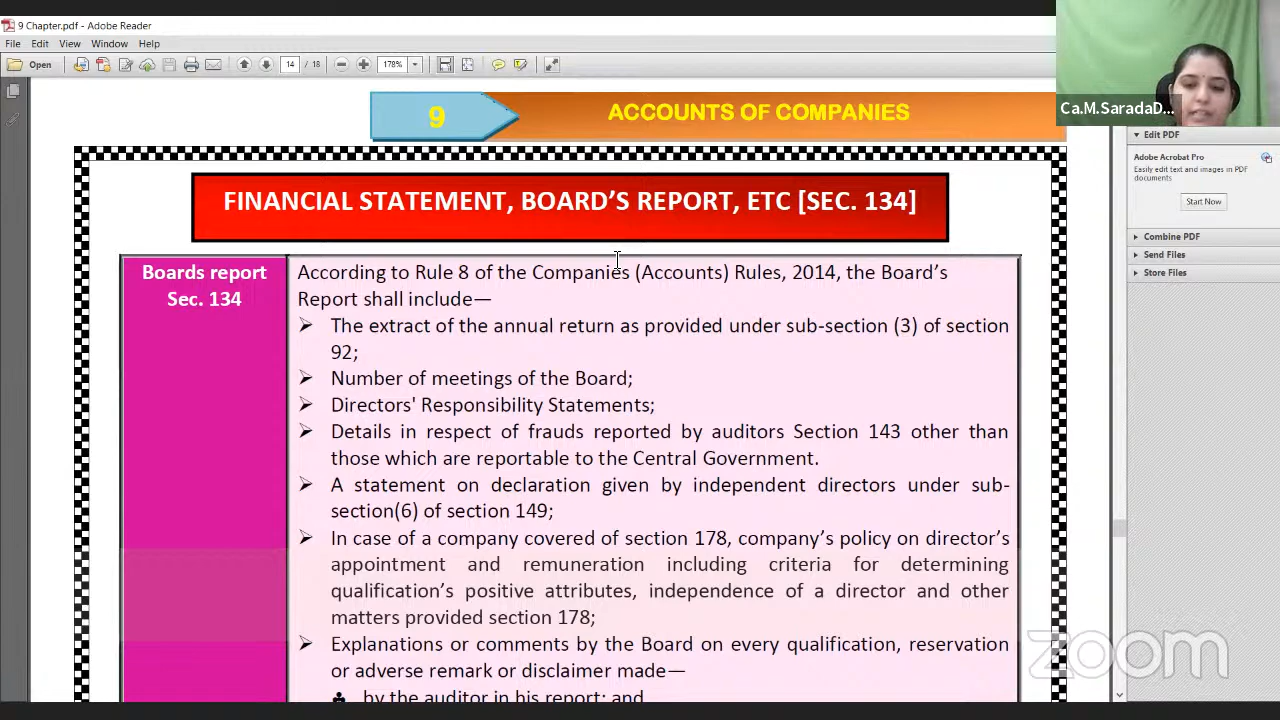 9 Chapter.pdf - Adobe Reader
File Edit View Window Help
Open 14 / 18 178%
Ca.M.SaradaD...
9 ACCOUNTS OF COMPANIES
Edit PDF
Adobe Acrobat Pro
Easily edit text and images in PDF
documents
Start Now
Combine PDF
Send Files
Store Files
FINANCIAL STATEMENT, BOARD’S REPORT, ETC [SEC. 134]
Boards report
Sec. 134
According to Rule 8 of the Companies (Accounts) Rules, 2014, the Board’s
Report shall include—
➢ The extract of the annual return as provided under sub-section (3) of section
92;
➢ Number of meetings of the Board;
➢ Directors' Responsibility Statements;
➢ Details in respect of frauds reported by auditors Section 143 other than
those which are reportable to the Central Government.
➢ A statement on declaration given by independent directors under sub-
section(6) of section 149;
➢ In case of a company covered of section 178, company’s policy on director’s
appointment and remuneration including criteria for determining
qualification’s positive attributes, independence of a director and other
matters provided section 178;
➢ Explanations or comments by the Board on every qualification, reservation
or adverse remark or disclaimer made—
♣ by the auditor in his report; and
zoom